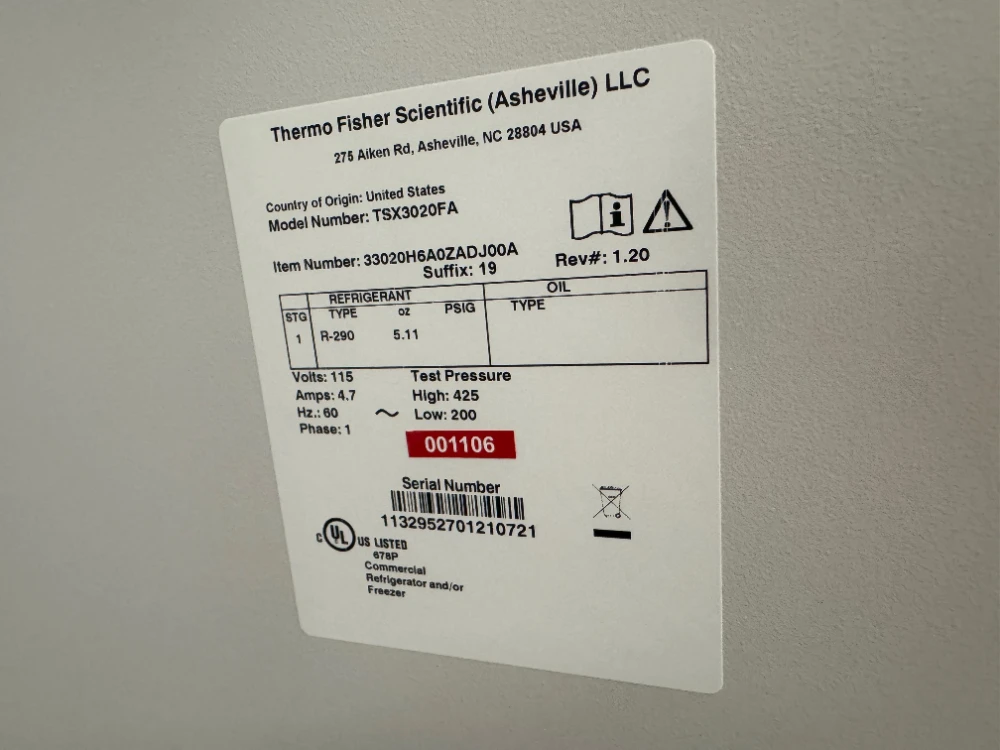 Thermo Fisher Scientific (Asheville) LLC
275 Aiken Rd, Asheville, NC 28804 USA
Country of Origin: United States
Model Number: TSX3020FA
Item Number: 33020H6A0ZADJ00A
Suffix: 19
Rev#: 1.20
REFRIGERANT OIL
STG TYPE oz PSIG TYPE
1 R-290 5.11
Volts: 115 Test Pressure
Amps: 4.7 High: 425
Hz.: 60 ~ Low: 200
Phase: 1
001106
Serial Number
1132952701210721
C UL US LISTED
678P
Commercial
Refrigerator and/or
Freezer